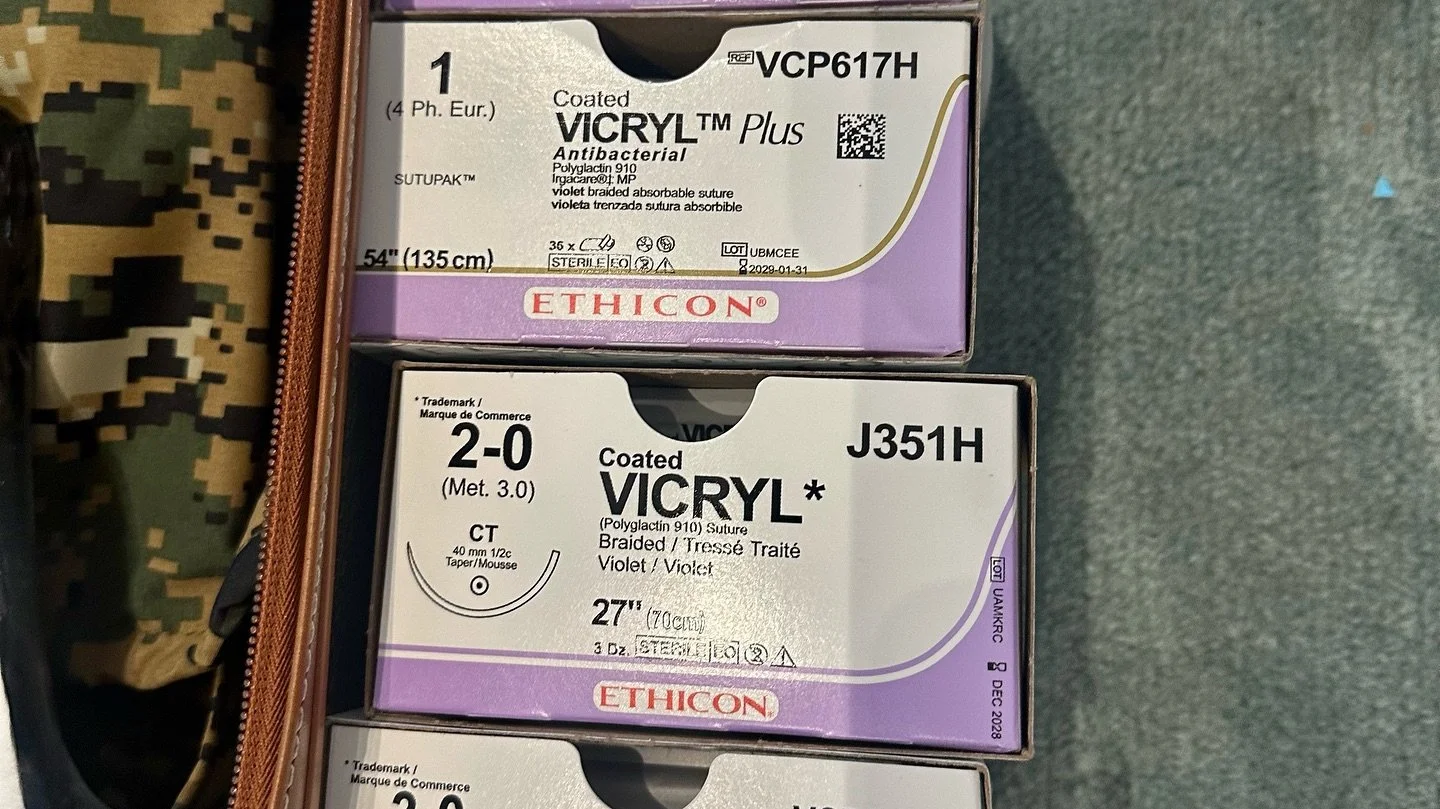 1
(4 Ph. Eur.)
SUTUPAK™
54" (135 cm)
REF VCP617H
Coated
VICRYL™ Plus
Antibacterial
Polyglactin 910
Irgacare®‡ MP
violet braided absorbable suture
violeta trenzada sutura absorbible
36 x
STERILE EO
LOT UBMCEE
2029-01-31
ETHICON®
* Trademark /
Marque de Commerce
2-0
(Met. 3.0)
CT
40 mm 1/2c
Taper/Mousse
VICR
J351H
Coated
VICRYL*
(Polyglactin 910) Suture
Braided / Tressé Traité
Violet / Violet
27" (70cm)
3 Dz. STERILE EO
LOT UAMKRC
DEC 2028
ETHICON®
* Trademark /
Marque de Commerce
2-0